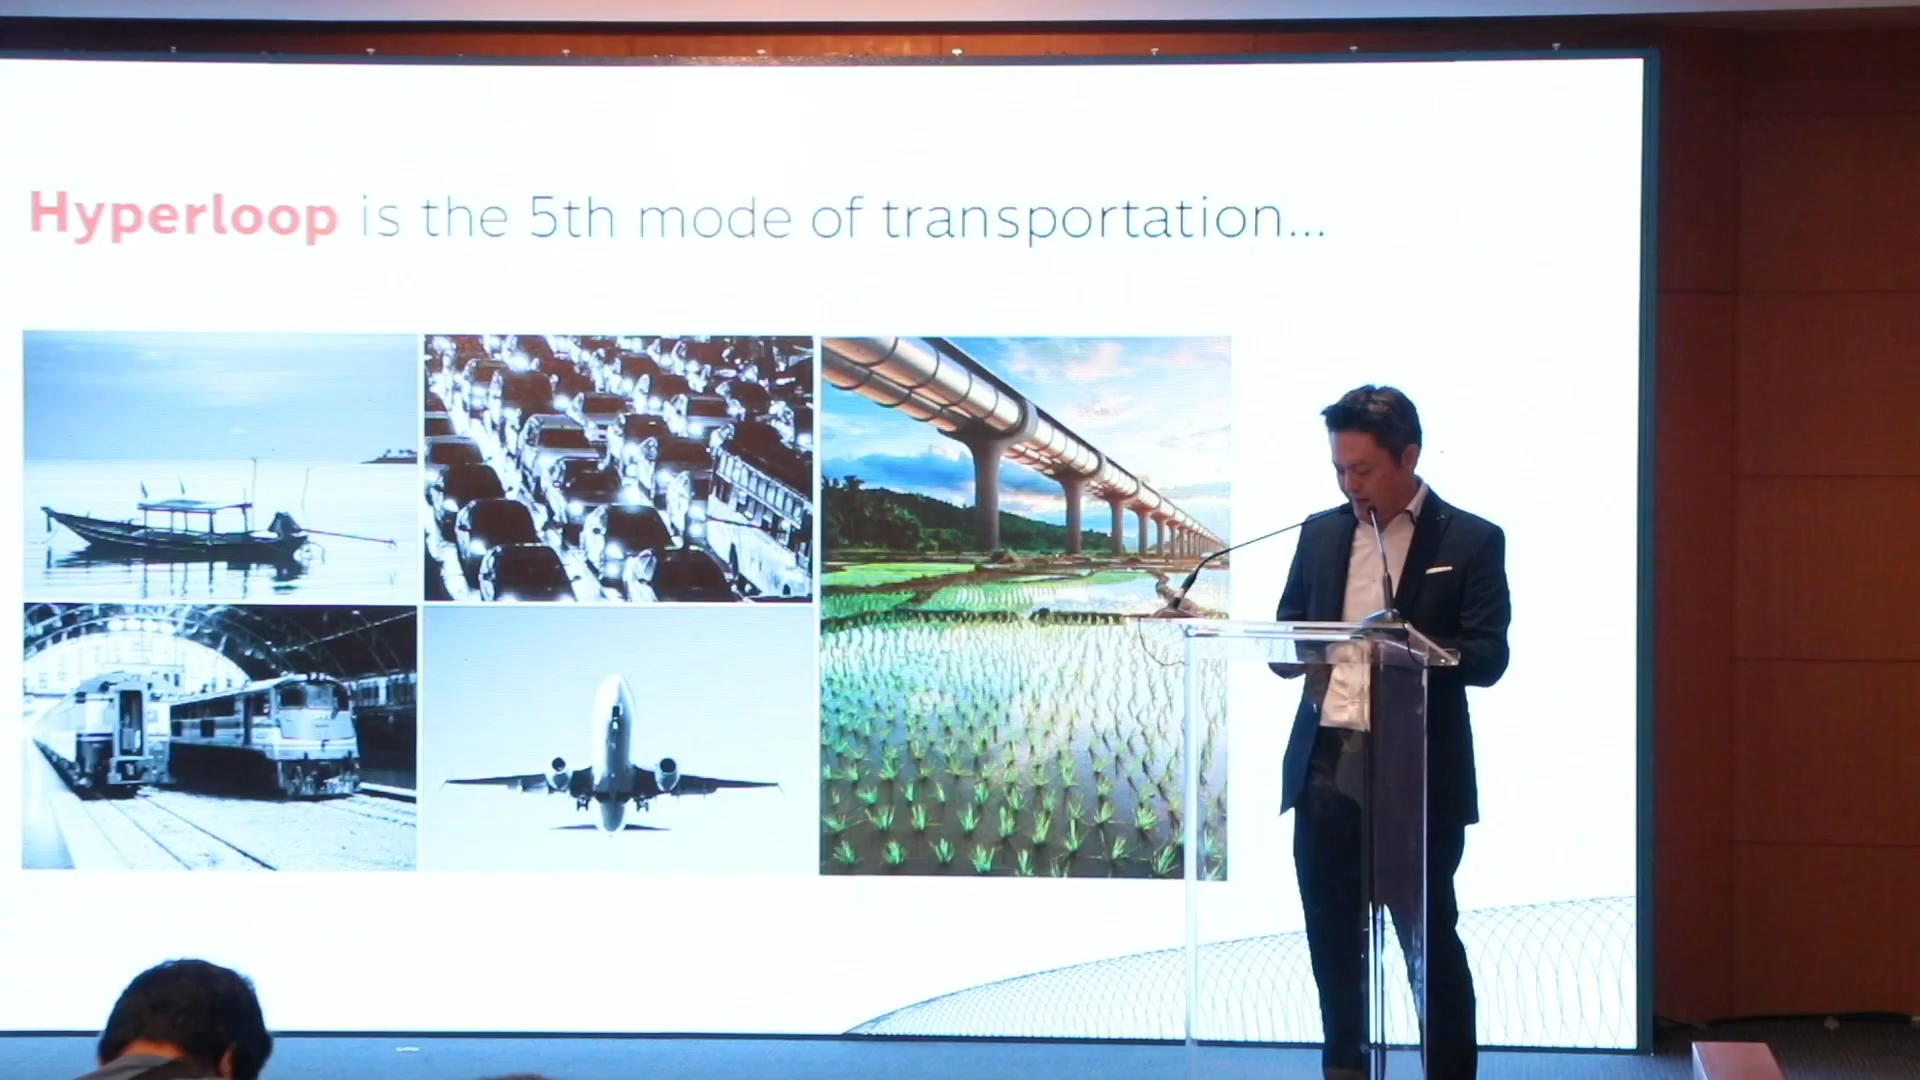 Hyperloop is the 5th mode of transportation...